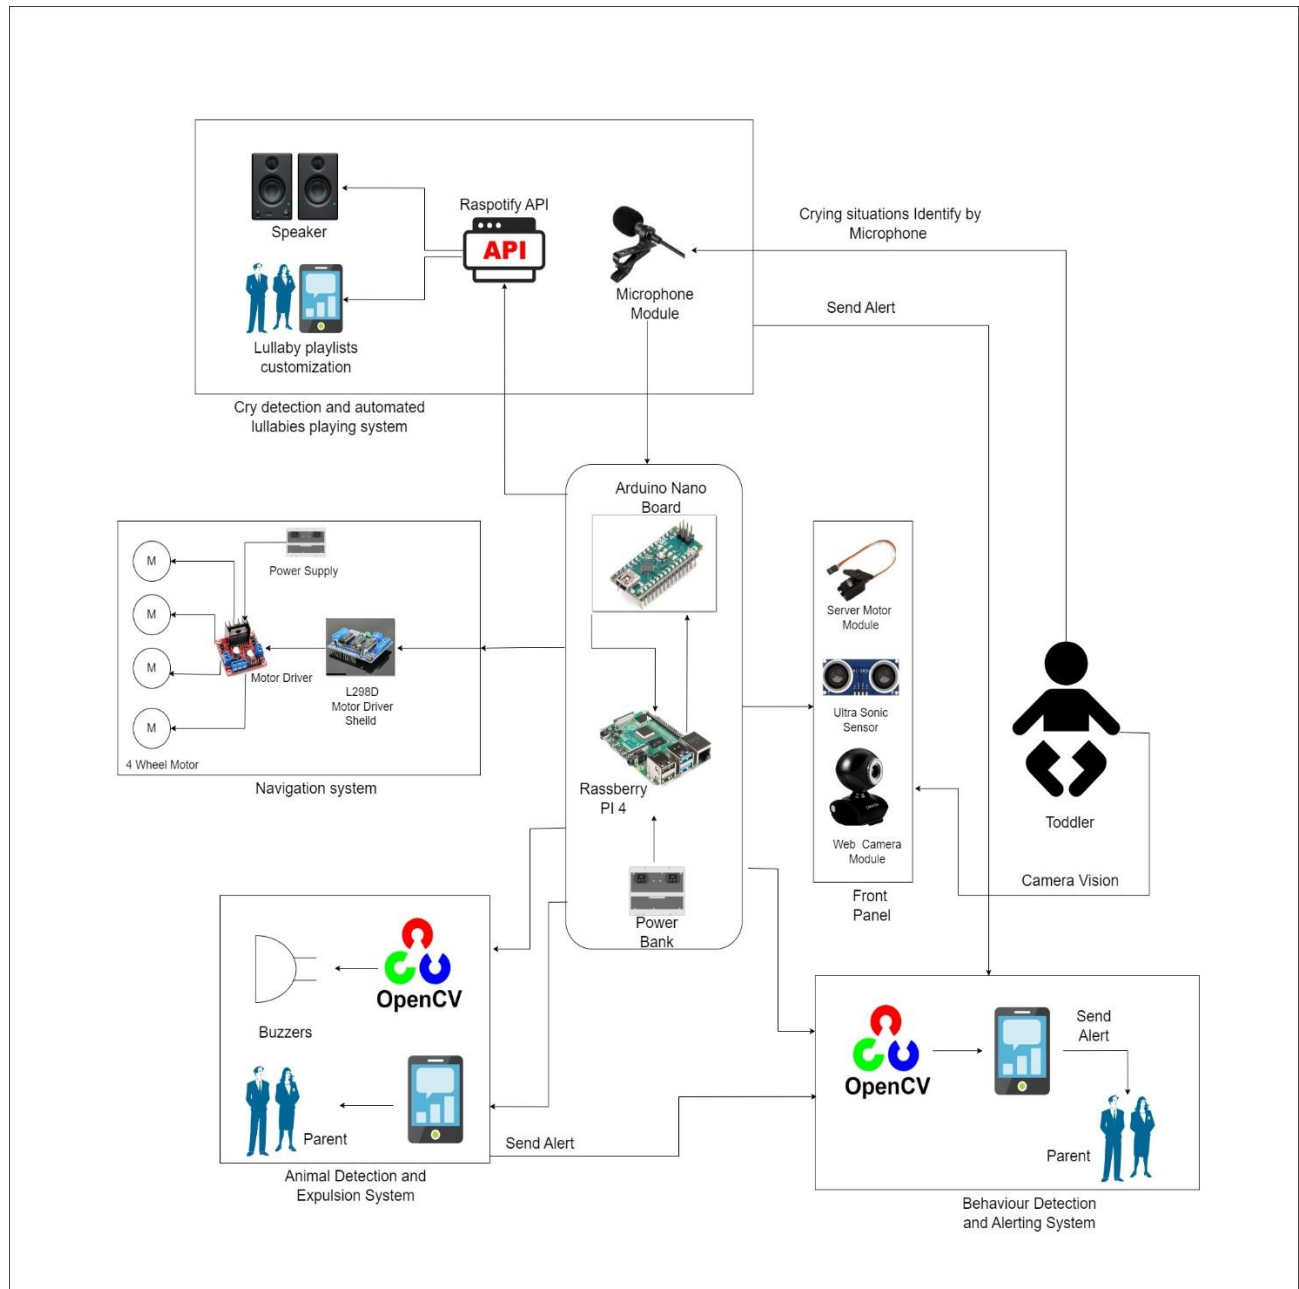 Speaker
Raspotify API
API
Microphone
Module
Lullaby playlists
customization
Cry detection and automated
lullabies playing system
Crying situations Identify by
Microphone
Send Alert
Arduino Nano
Board
M
M
M
M
Power Supply
Motor Driver
L298D
Motor Driver
Sheild
4 Wheel Motor
Navigation system
Rassberry
PI 4
Power
Bank
Server Motor
Module
Ultra Sonic
Sensor
Web Camera
Module
Front
Panel
Toddler
Camera Vision
OpenCV
Buzzers
Parent
Send Alert
Animal Detection and
Expulsion System
OpenCV
Send
Alert
Parent
Behaviour Detection
and Alerting System